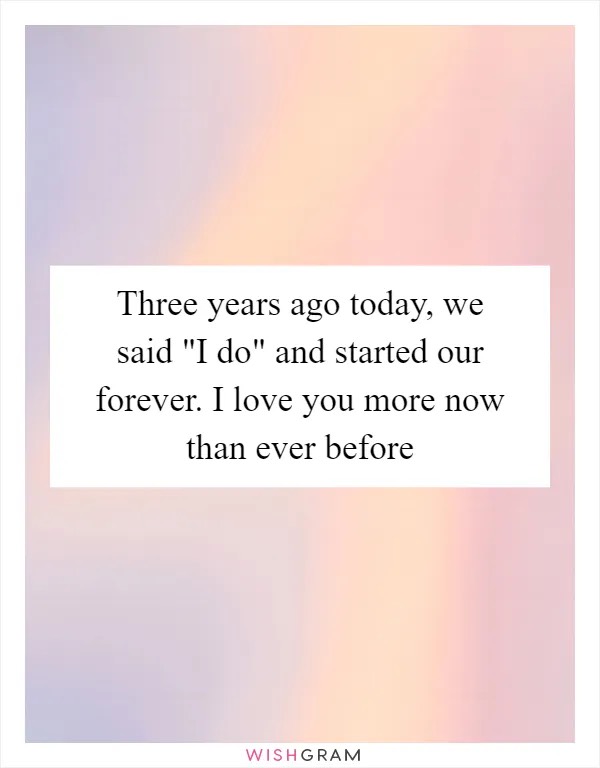 Three years ago today, we
said "I do" and started our
forever. I love you more now
than ever before
WISHGRAM